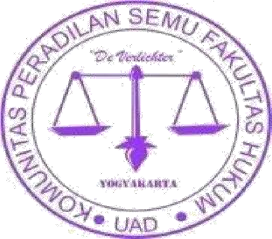 KOMUNITAS PERADILAN SEMU FAKULTAS HUKUM
"De Verlichter"
YOGYAKARTA
UAD